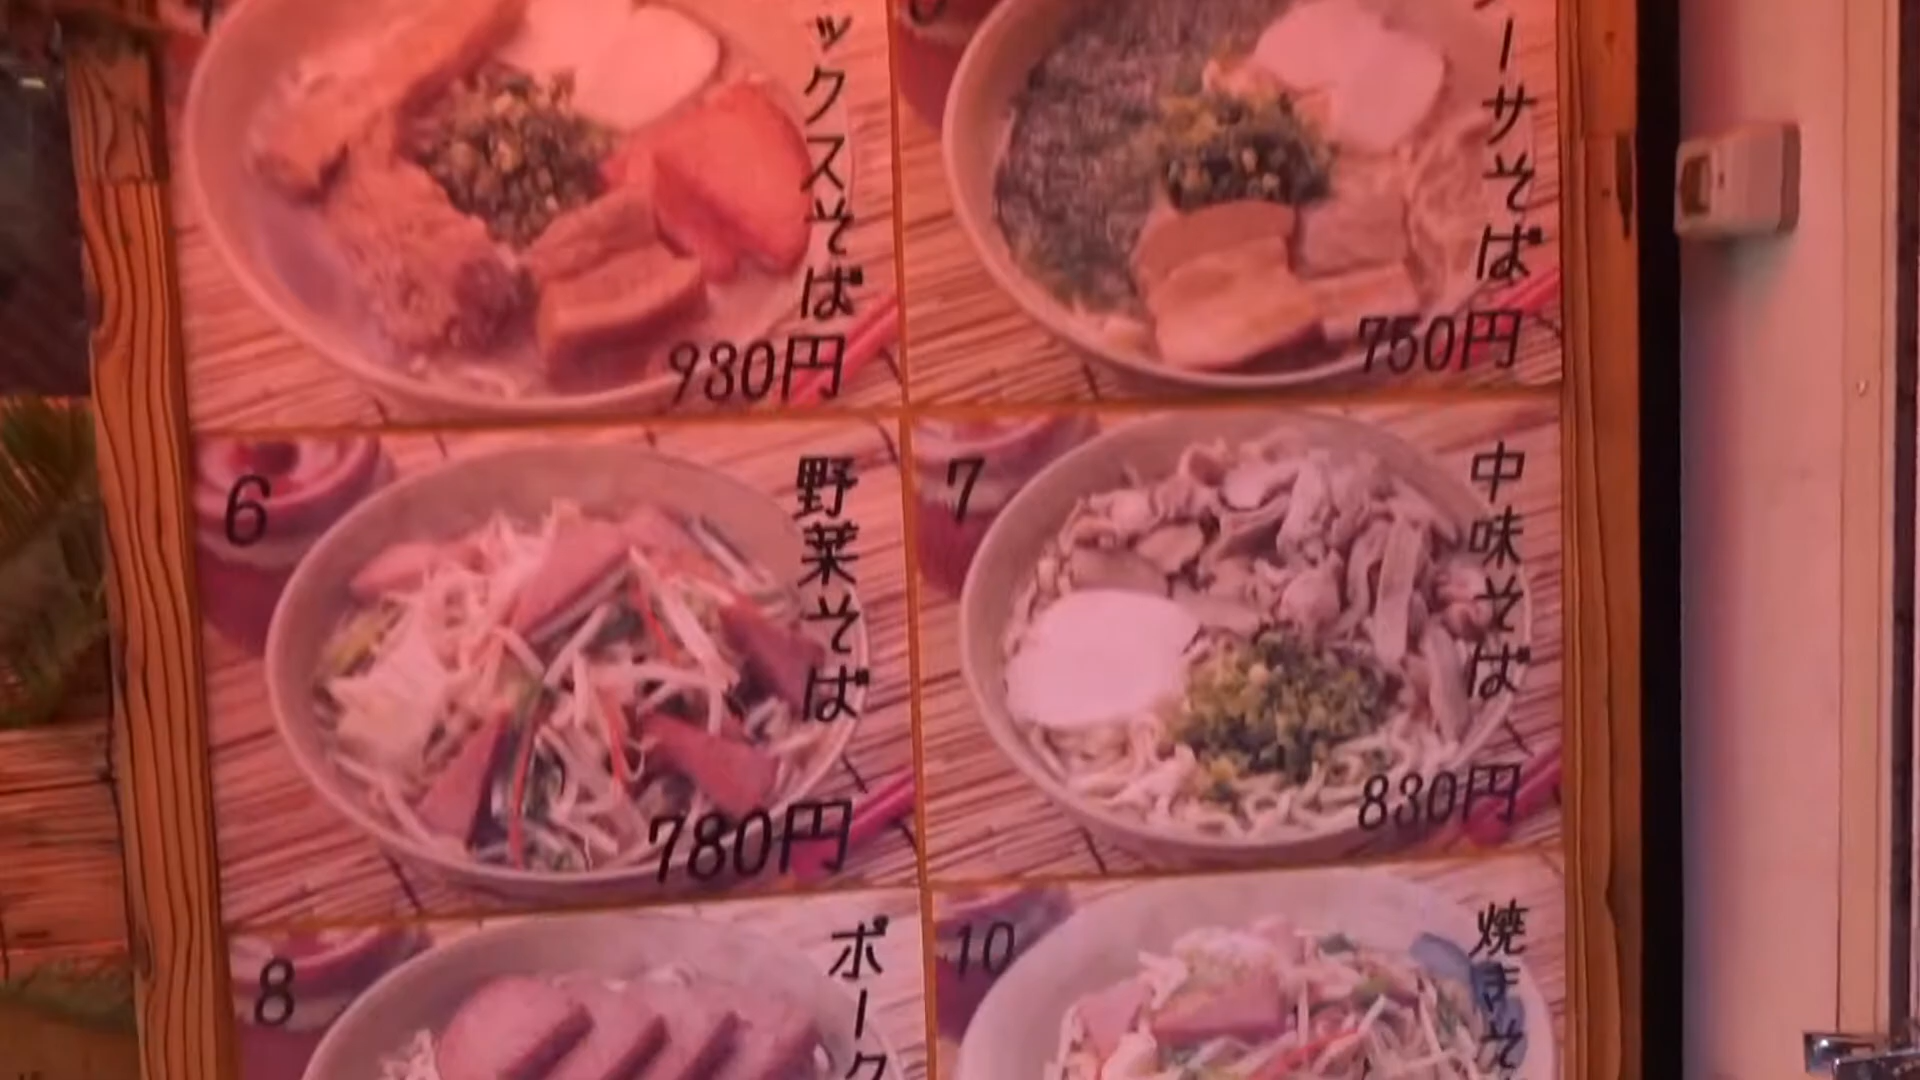 ックスそば
930円
ーサそば
750円
6
野菜そば
780円
7
中味そば
830円
8
ポーク
10
焼きそ